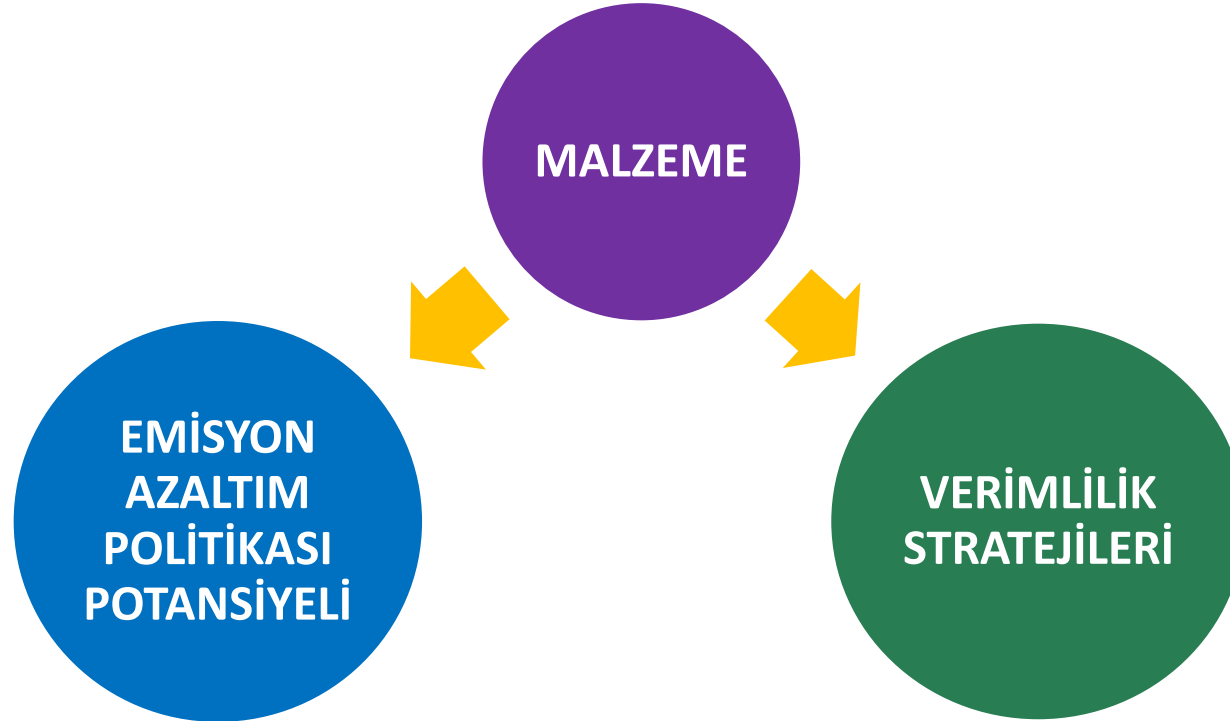 MALZEME
EMİSYON
AZALTIM
POLİTİKASI
POTANSİYELİ
VERİMLİLİK
STRATEJİLERİ